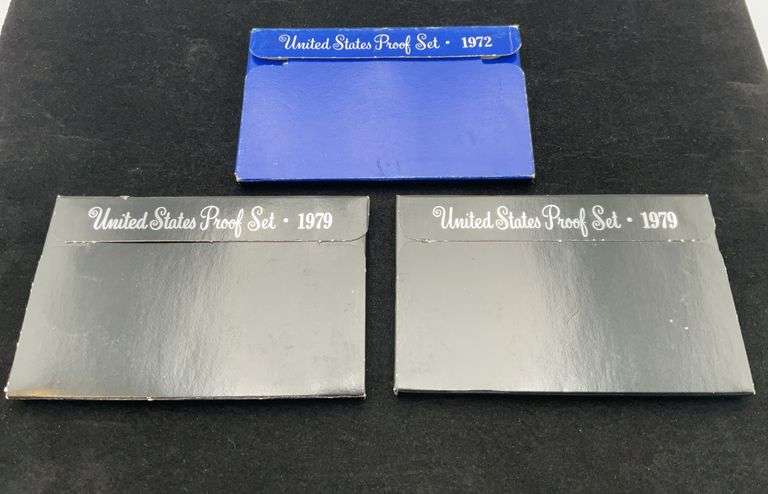 United States Proof Set · 1972
United States Proof Set · 1979
United States Proof Set · 1979